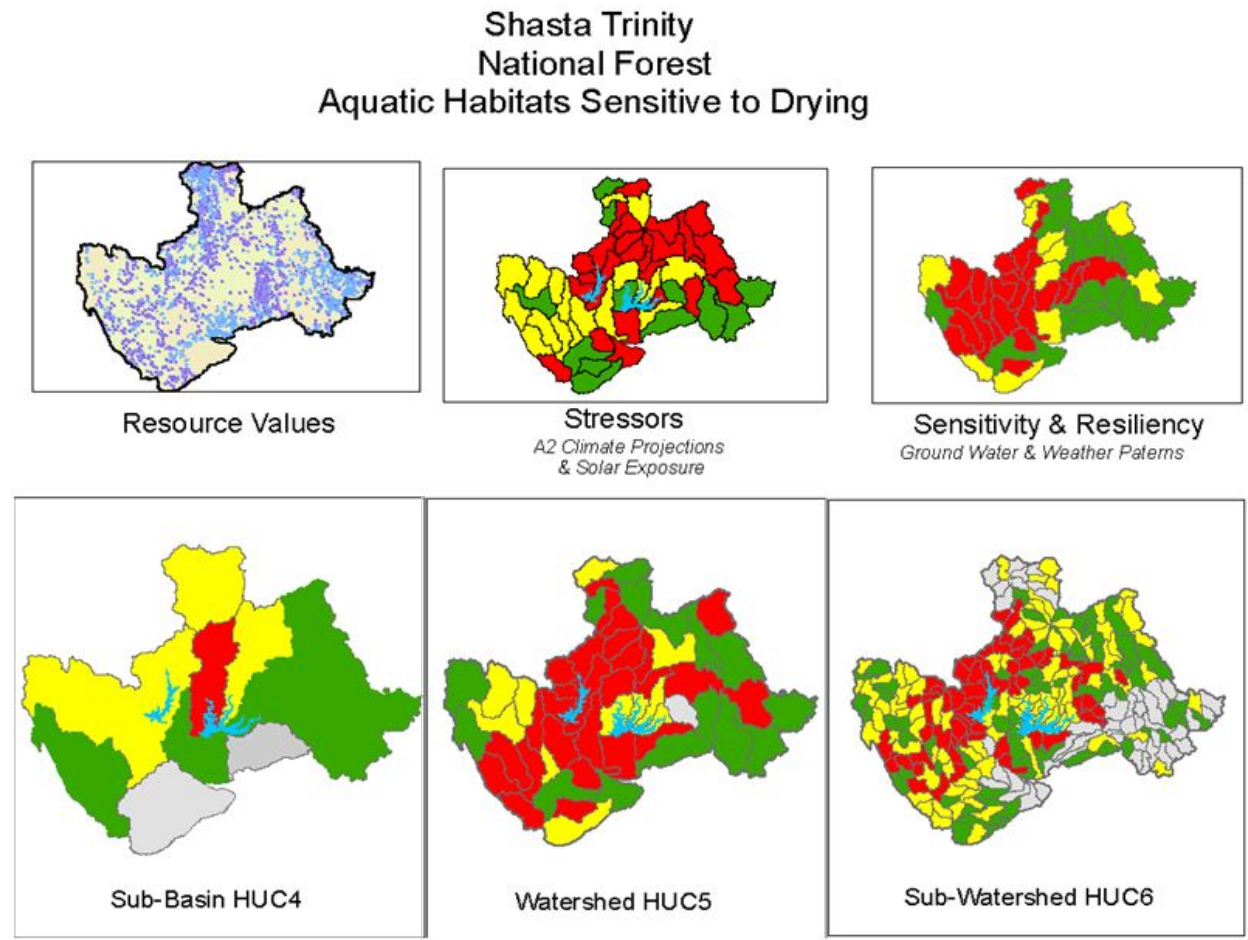 Shasta Trinity
National Forest
Aquatic Habitats Sensitive to Drying
Resource Values
Stressors
A2 Climate Projections
& Solar Exposure
Sensitivity & Resiliency
Ground Water & Weather Paterns
Sub-Basin HUC4
Watershed HUC5
Sub-Watershed HUC6